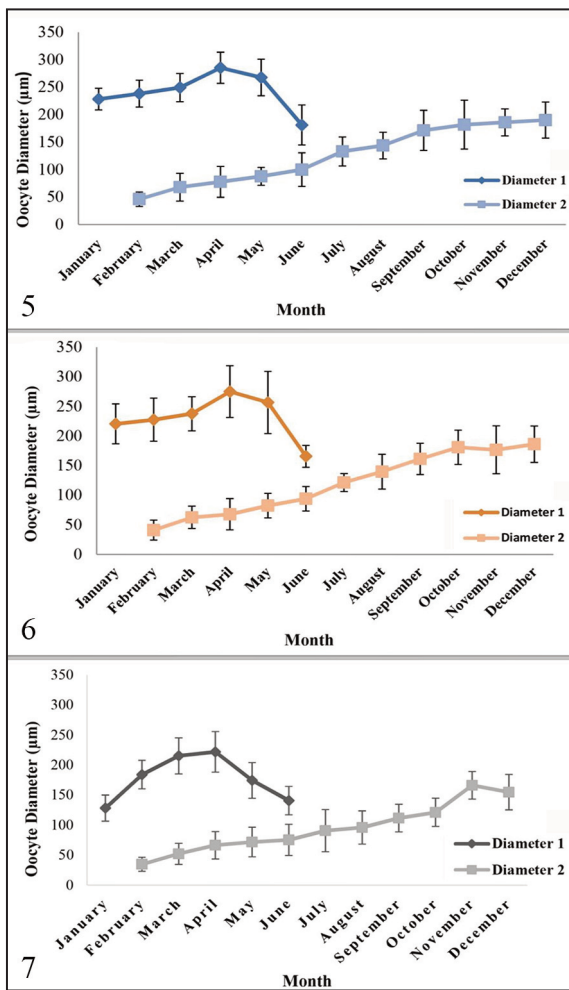 350
300
250
200
150
100
50
0
Oocyte Diameter (µm)
Diameter 1
Diameter 2
January
February
March
April
May
June
July
August
September
October
November
December
Month
5
350
300
250
200
150
100
50
0
Oocyte Diameter (µm)
Diameter 1
Diameter 2
January
February
March
April
May
June
July
August
September
October
November
December
Month
6
350
300
250
200
150
100
50
0
Oocyte Diameter (µm)
Diameter 1
Diameter 2
January
February
March
April
May
June
July
August
September
October
November
December
Month
7